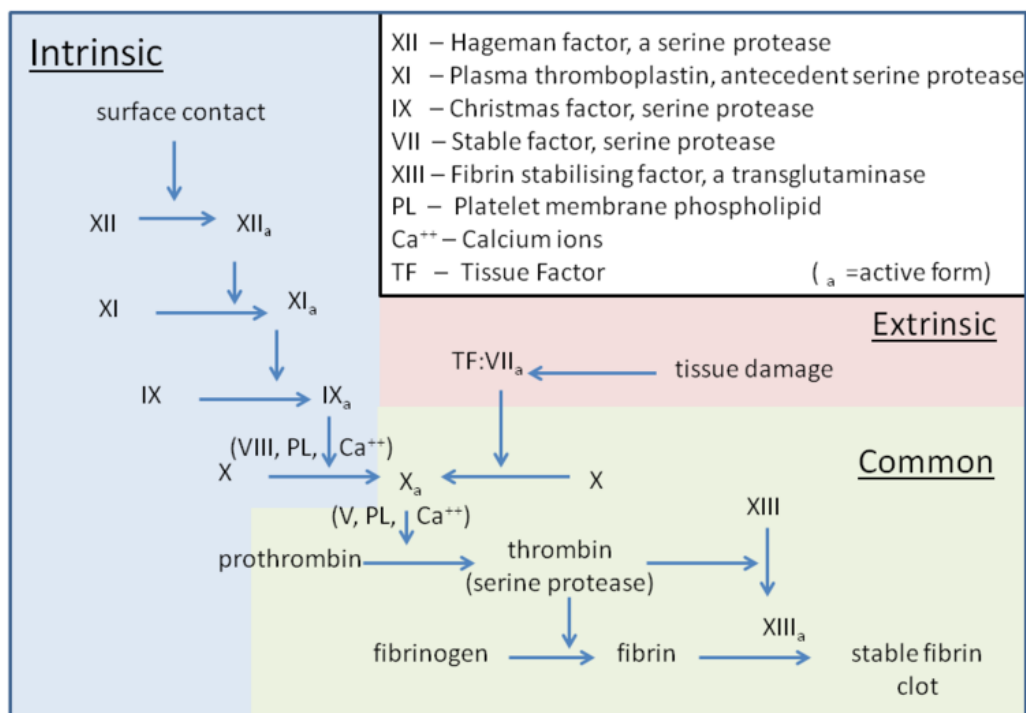 Intrinsic
surface contact
XII
XIIₐ
XI
XIₐ
IX
IXₐ
(VIII, PL, Ca⁺⁺)
X
XII – Hageman factor, a serine protease
XI – Plasma thromboplastin, antecedent serine protease
IX – Christmas factor, serine protease
VII – Stable factor, serine protease
XIII – Fibrin stabilising factor, a transglutaminase
PL – Platelet membrane phospholipid
Ca⁺⁺ – Calcium ions
TF – Tissue Factor ( ₐ =active form)
Extrinsic
TF:VIIₐ
tissue damage
Common
Xₐ
X
(V, PL, Ca⁺⁺)
XIII
prothrombin
thrombin
(serine protease)
XIIIₐ
fibrinogen
fibrin
stable fibrin
clot